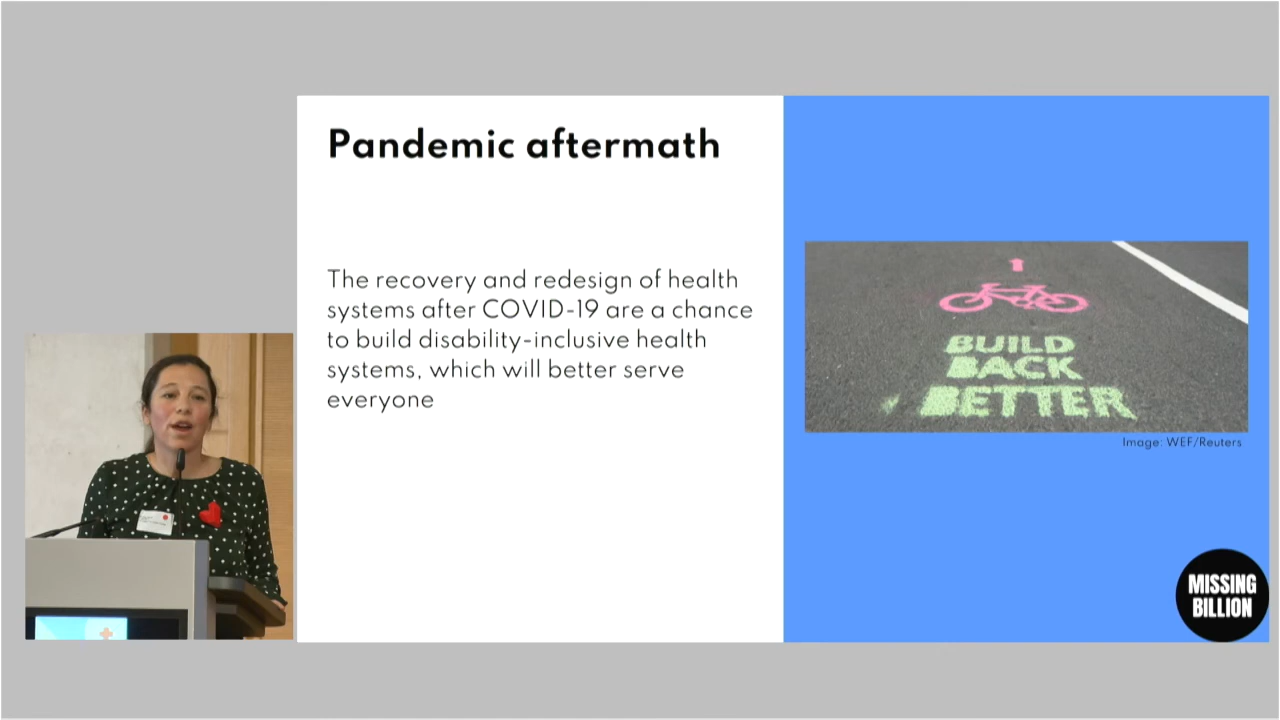 Pandemic aftermath
The recovery and redesign of health
systems after COVID-19 are a chance
to build disability-inclusive health
systems, which will better serve
everyone
BUILD
BACK
BETTER
Image: WEF/Reuters
MISSING
BILLION